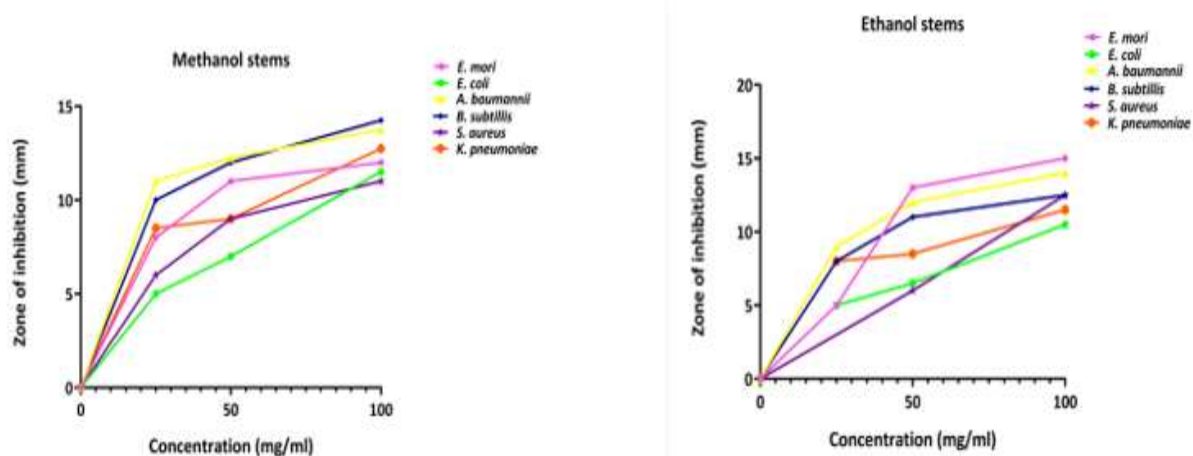 Methanol stems
E. mori
E. coli
A. baumannii
B. subtillis
S. aureus
K. pneumoniae
Zone of inhibition (mm)
15
10
5
0
0 50 100
Concentration (mg/ml)
Ethanol stems
E. mori
E. coli
A. baumannii
B. subtillis
S. aureus
K. pneumoniae
Zone of inhibition (mm)
20
15
10
5
0
0 50 100
Concentration (mg/ml)